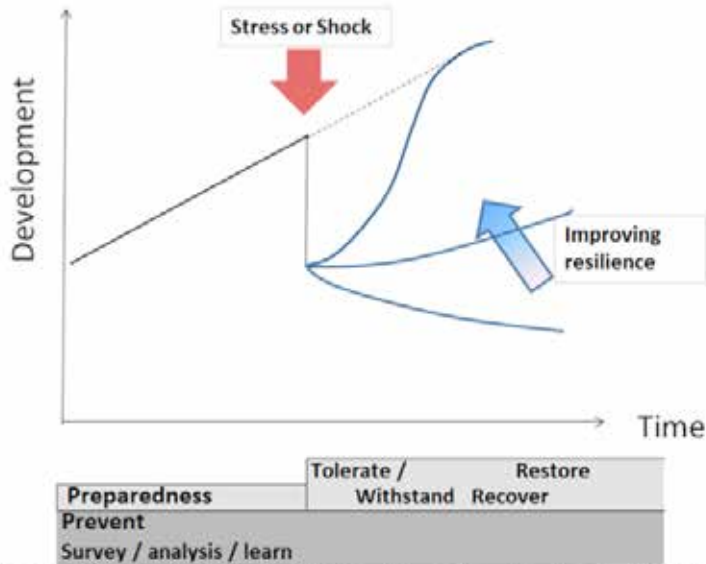 Stress or Shock
Development
Improving
resilience
Time
Tolerate / Restore
Preparedness Withstand Recover
Prevent
Survey / analysis / learn